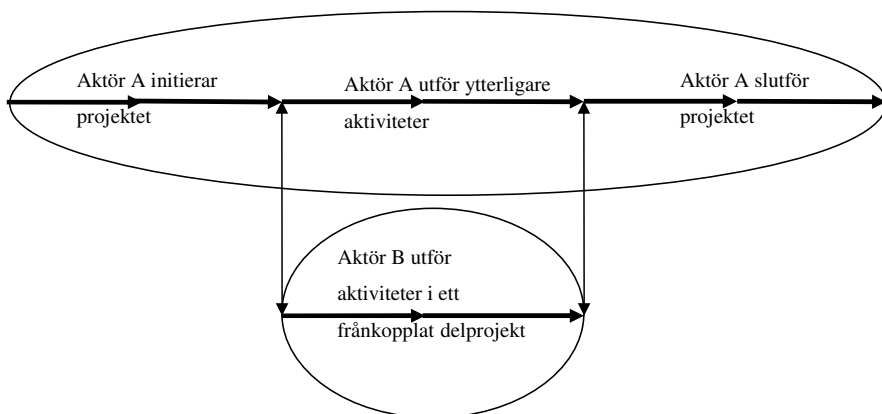 Aktör A initierar
projektet
Aktör A utför ytterligare
aktiviteter
Aktör A slutför
projektet
Aktör B utför
aktiviteter i ett
frånkopplat delprojekt